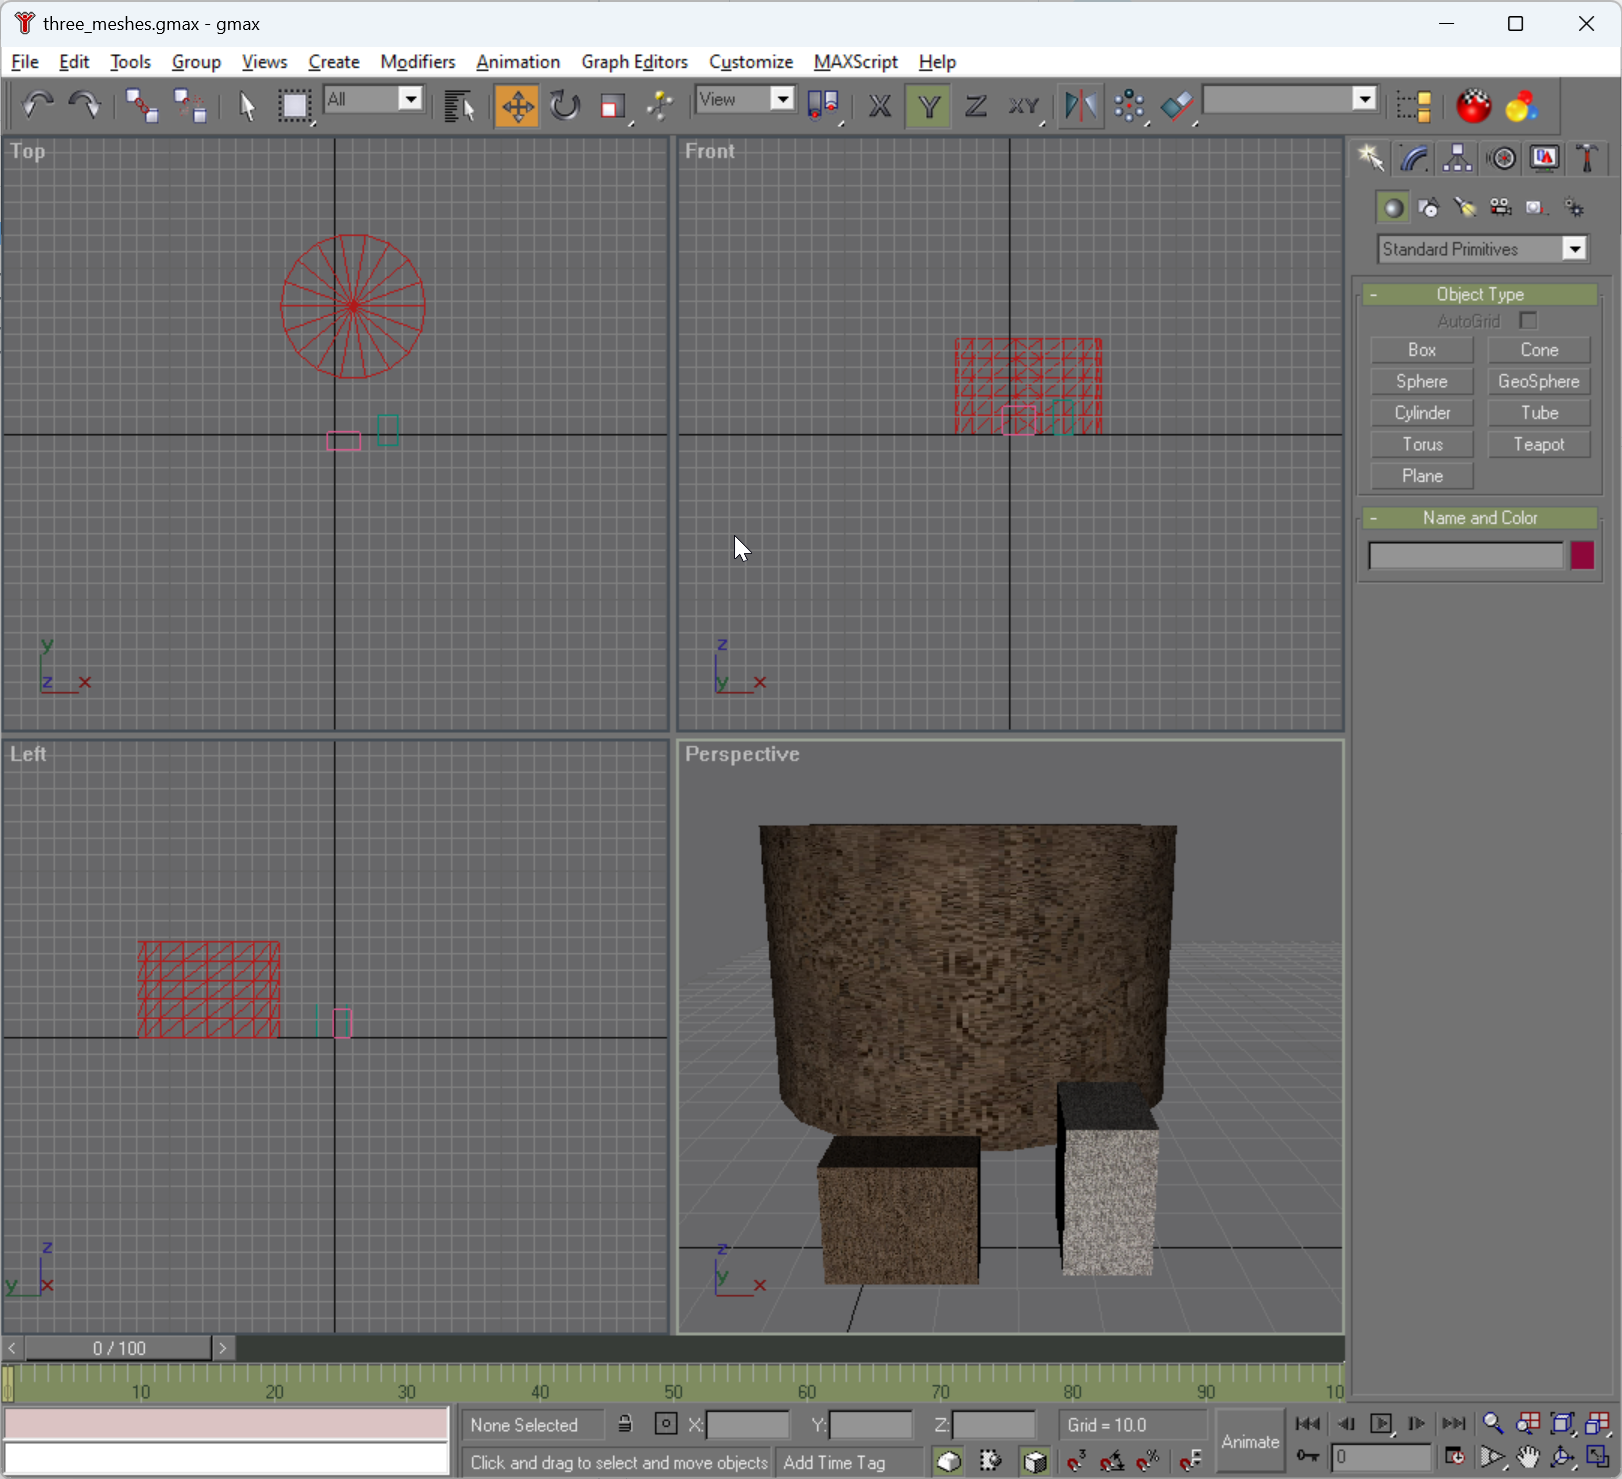 three_meshes.gmax - gmax
File Edit Tools Group Views Create Modifiers Animation Graph Editors Customize MAXScript Help
All View X Y Z XY
Top
Front
Standard Primitives
- Object Type
AutoGrid
Box Cone
Sphere GeoSphere
Cylinder Tube
Torus Teapot
Plane
- Name and Color
y
z x
z
y x
Left
Perspective
z
y x
z
y x
< 0 / 100 >
0 10 20 30 40 50 60 70 80 90 10
None Selected X: Y: Z: Grid = 10.0
Animate
Click and drag to select and move objects Add Time Tag 0